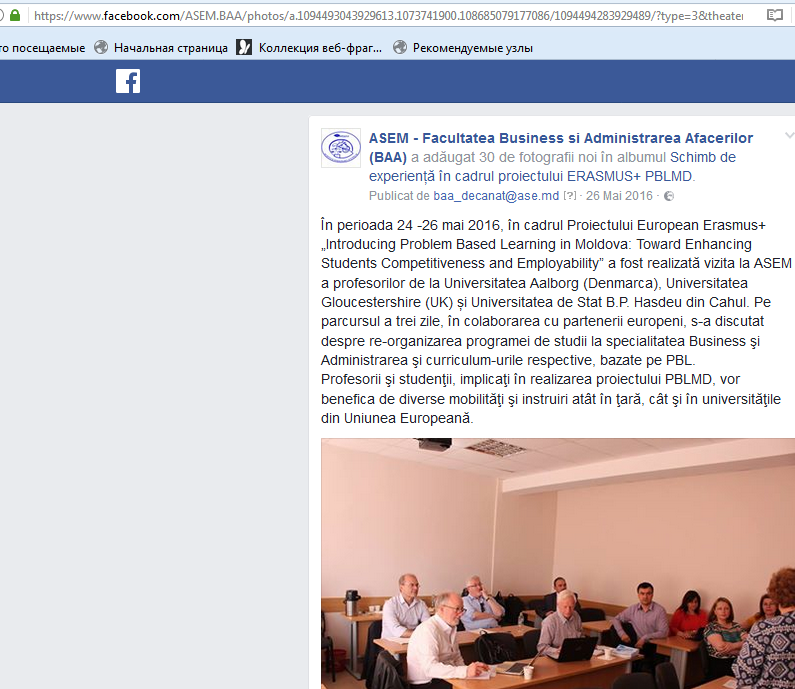 https://www.facebook.com/ASEM.BAA/photos/a.1094493043929613.1073741900.108685079177086/1094494283929489/?type=3&theater
то посещаемые Начальная страница Коллекция веб-фраг... Рекомендуемые узлы
ASEM - Facultatea Business si Administrarea Afacerilor
(BAA) a adăugat 30 de fotografii noi în albumul Schimb de
experiență în cadrul proiectului ERASMUS+ PBLMD.
Publicat de baa_decanat@ase.md [?] · 26 Mai 2016 ·
În perioada 24 -26 mai 2016, în cadrul Proiectului European Erasmus+
„Introducing Problem Based Learning in Moldova: Toward Enhancing
Students Competitiveness and Employability” a fost realizată vizita la ASEM
a profesorilor de la Universitatea Aalborg (Denmarca), Universitatea
Gloucestershire (UK) și Universitatea de Stat B.P. Hasdeu din Cahul. Pe
parcursul a trei zile, în colaborarea cu partenerii europeni, s-a discutat
despre re-organizarea programei de studii la specialitatea Business şi
Administrarea şi curriculum-urile respective, bazate pe PBL.
Profesorii şi studenţii, implicaţi în realizarea proiectului PBLMD, vor
benefica de diverse mobilităţi şi instruiri atât în ţară, cât şi în universităţile
din Uniunea Europeană.